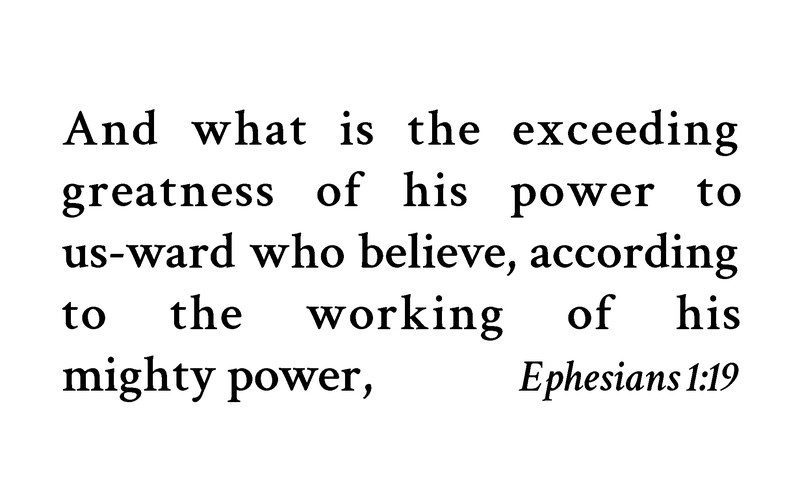 And what is the exceeding
greatness of his power to
us-ward who believe, according
to the working of his
mighty power, Ephesians 1:19